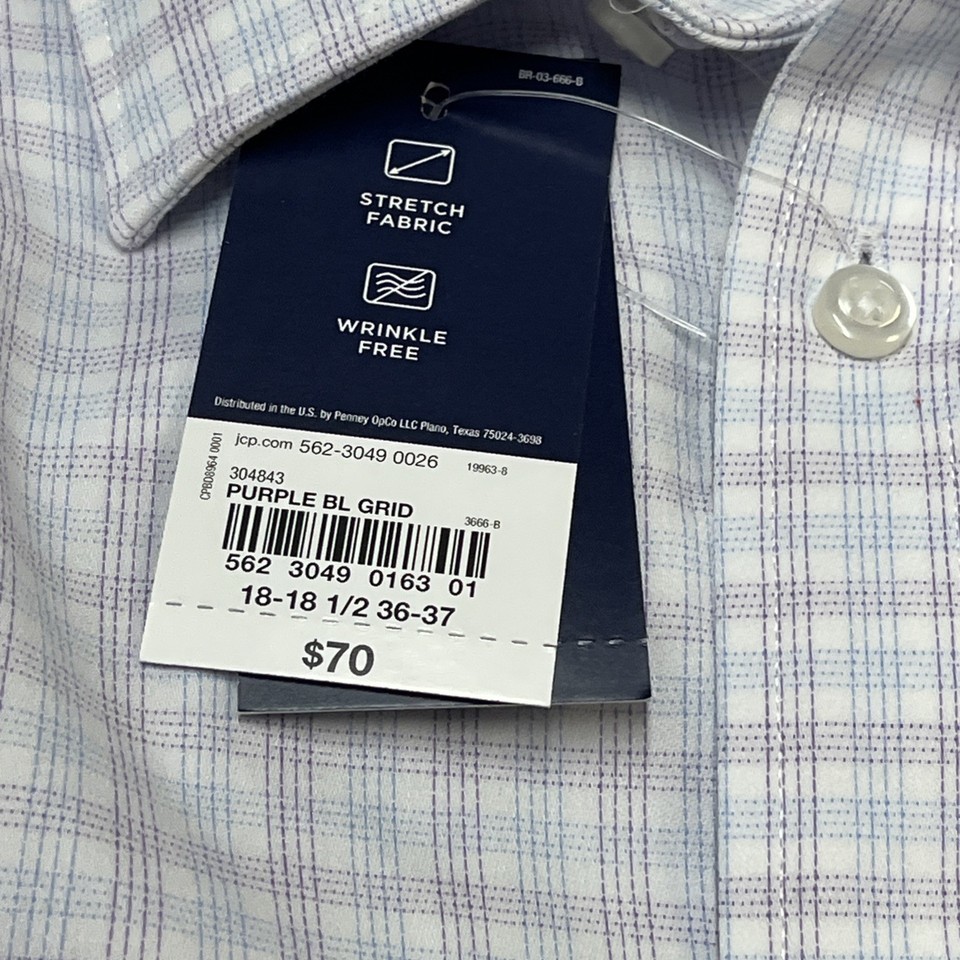 BR-03-666-B
STRETCH
FABRIC
WRINKLE
FREE
Distributed in the U.S. by Penney OpCo LLC Plano, Texas 75024-3698
jcp.com 562-3049 0026
19963-8
CPBD8964 0001
304843
PURPLE BL GRID
3666-B
562 3049 0163 01
18-18 1/2 36-37
$70